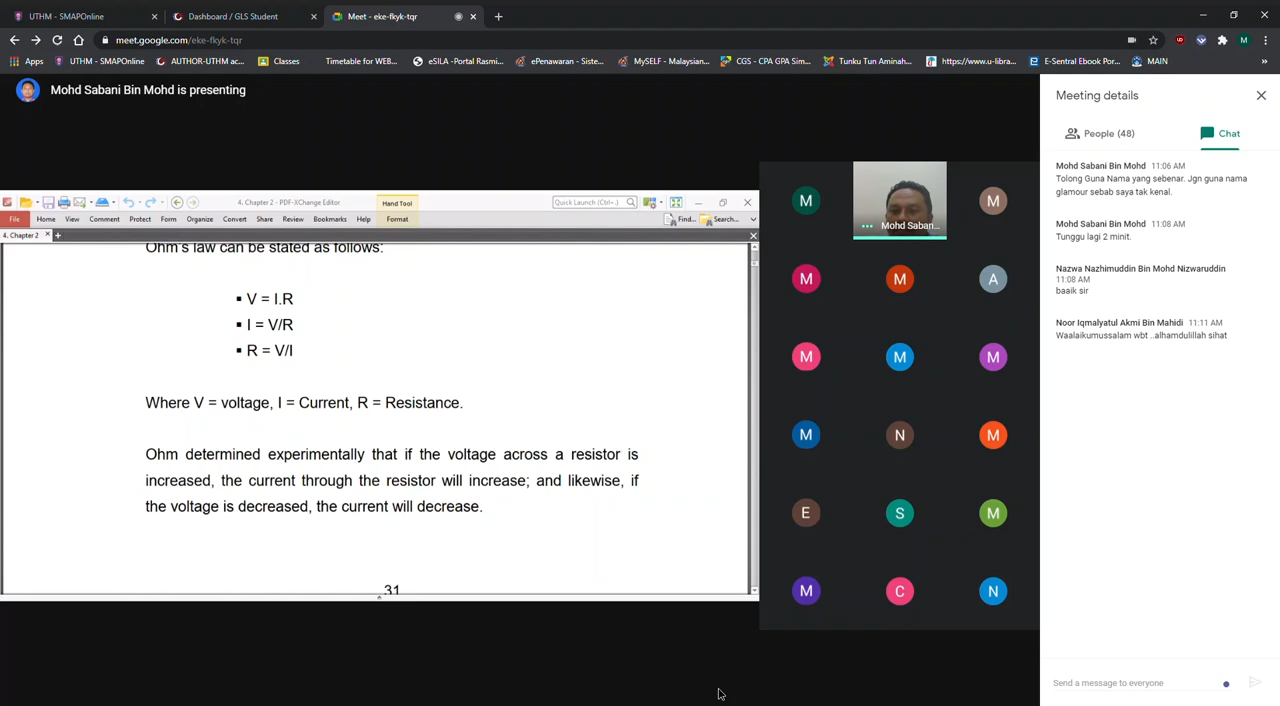 UTHM - SMAPOnline
Dashboard / GLS Student
Meet - eke-fkyk-tqr
meet.google.com/eke-fkyk-tqr
M
Apps
UTHM - SMAPOnline
AUTHOR-UTHM ac...
Classes
Timetable for WEB...
eSILA -Portal Rasmi...
ePenawaran - Siste...
MySELF - Malaysian...
CGS - CPA GPA Sim...
Tunku Tun Aminah...
https://www.u-libra...
E-Sentral Ebook Por...
MAIN
Mohd Sabani Bin Mohd is presenting
4. Chapter 2 - PDF-XChange Editor
Hand Tool
Quick Launch (Ctrl+.)
File
Home
View
Comment
Protect
Form
Organize
Convert
Share
Review
Bookmarks
Help
Format
Find...
Search...
4. Chapter 2
Ohm's law can be stated as follows:
▪ V = I.R
▪ I = V/R
▪ R = V/I
Where V = voltage, I = Current, R = Resistance.
Ohm determined experimentally that if the voltage across a resistor is
increased, the current through the resistor will increase; and likewise, if
the voltage is decreased, the current will decrease.
31
M
Mohd Saban...
M
M
M
A
M
M
M
M
N
M
E
S
M
M
C
N
Meeting details
People (48)
Chat
Mohd Sabani Bin Mohd 11:06 AM
Tolong Guna Nama yang sebenar. Jgn guna nama
glamour sebab saya tak kenal.
Mohd Sabani Bin Mohd 11:08 AM
Tunggu lagi 2 minit.
Nazwa Nazhimuddin Bin Mohd Nizwaruddin
11:08 AM
baaik sir
Noor Iqmalyatul Akmi Bin Mahidi 11:11 AM
Waalaikumussalam wbt ..alhamdulillah sihat
Send a message to everyone